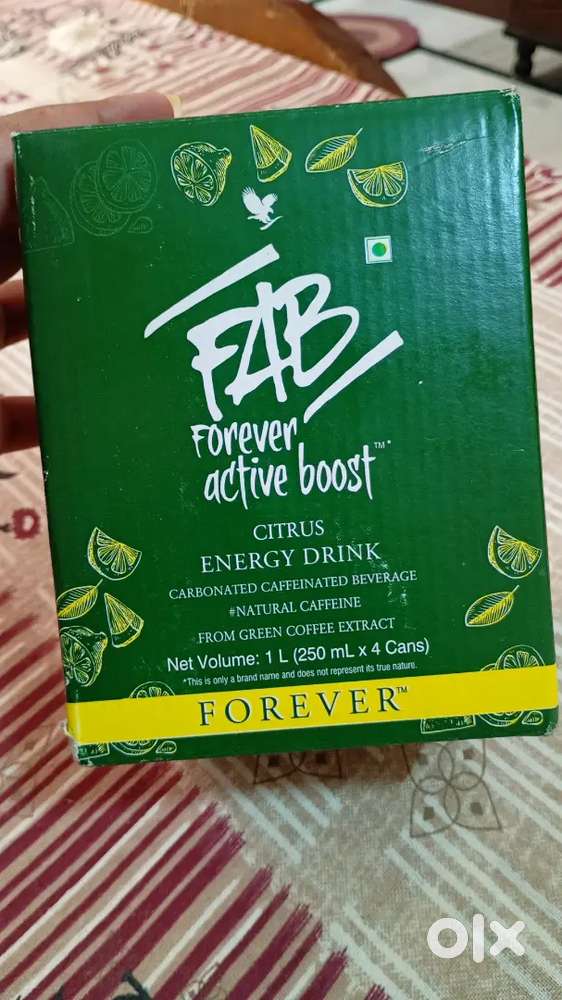 FAB
Forever
active boost™*
CITRUS
ENERGY DRINK
CARBONATED CAFFEINATED BEVERAGE
#NATURAL CAFFEINE
FROM GREEN COFFEE EXTRACT
Net Volume: 1 L (250 mL x 4 Cans)
*This is only a brand name and does not represent its true nature.
FOREVER™
olx